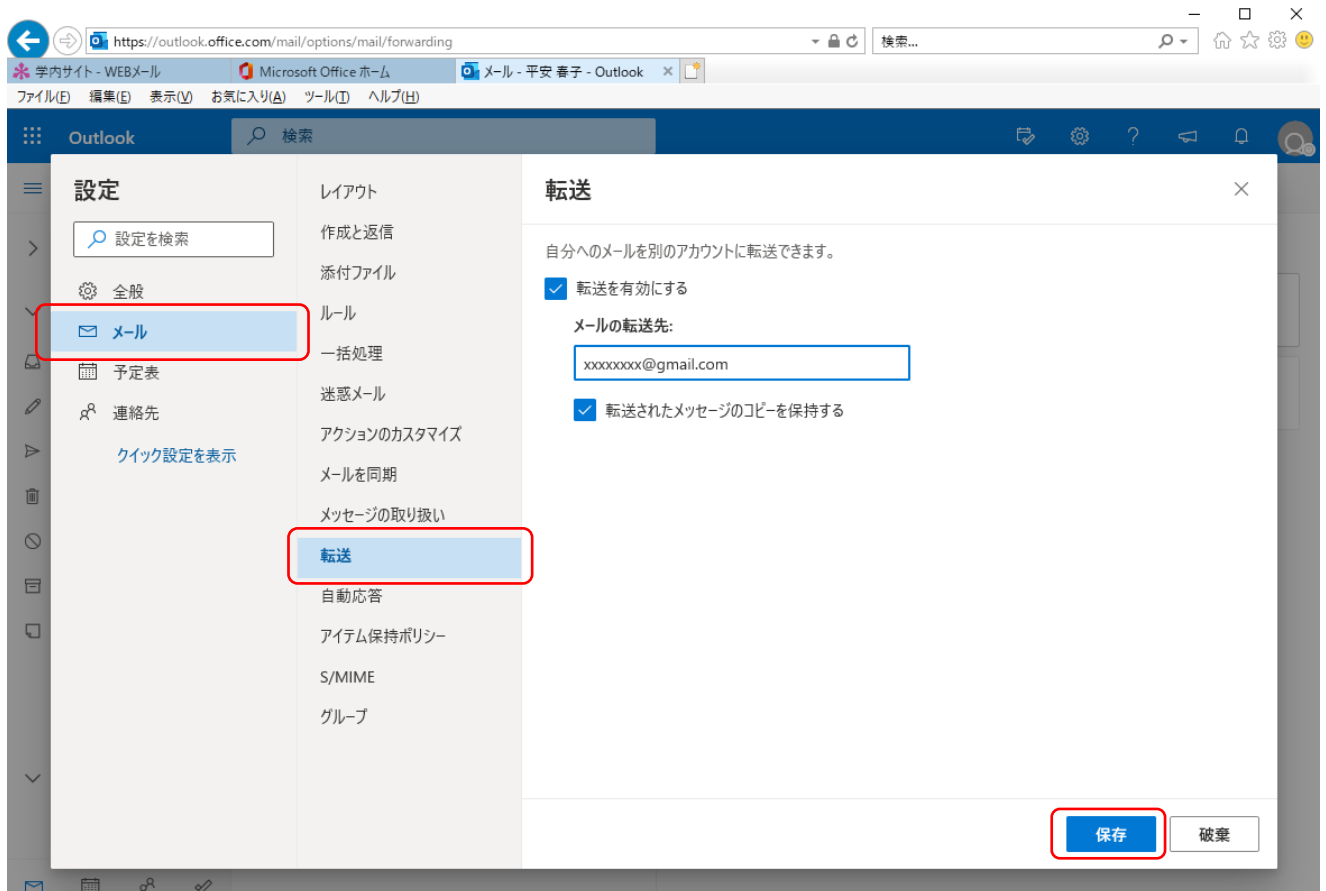 https://outlook.office.com/mail/options/mail/forwarding
検索...
学内サイト - WEBメール
Microsoft Office ホーム
メール - 平安 春子 - Outlook
ファイル(F) 編集(E) 表示(V) お気に入り(A) ツール(T) ヘルプ(H)
Outlook
検索
設定
設定を検索
全般
メール
予定表
連絡先
クイック設定を表示
レイアウト
作成と返信
添付ファイル
ルール
一括処理
迷惑メール
アクションのカスタマイズ
メールを同期
メッセージの取り扱い
転送
自動応答
アイテム保持ポリシー
S/MIME
グループ
転送
自分へのメールを別のアカウントに転送できます。
転送を有効にする
メールの転送先:
xxxxxxxx@gmail.com
転送されたメッセージのコピーを保持する
保存
破棄